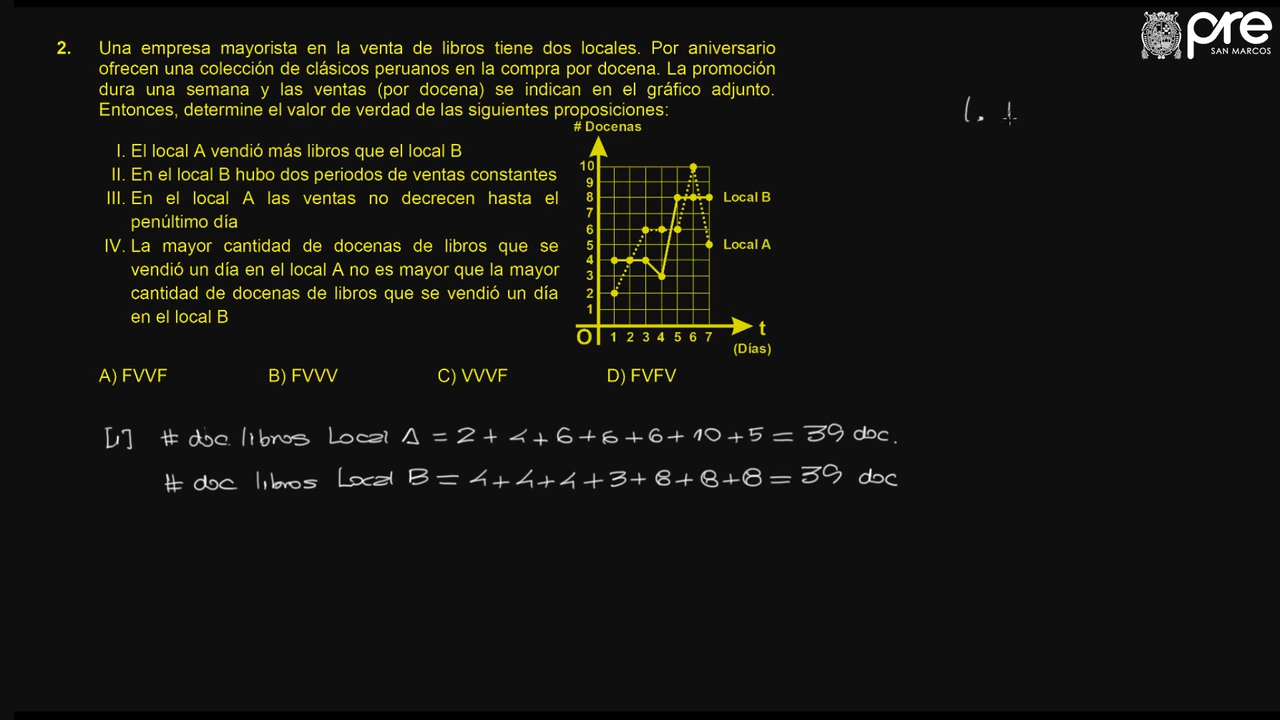 pre
SAN MARCOS
2. Una empresa mayorista en la venta de libros tiene dos locales. Por aniversario
ofrecen una colección de clásicos peruanos en la compra por docena. La promoción
dura una semana y las ventas (por docena) se indican en el gráfico adjunto.
Entonces, determine el valor de verdad de las siguientes proposiciones:
I. El local A vendió más libros que el local B
II. En el local B hubo dos periodos de ventas constantes
III. En el local A las ventas no decrecen hasta el
penúltimo día
IV. La mayor cantidad de docenas de libros que se
vendió un día en el local A no es mayor que la mayor
cantidad de docenas de libros que se vendió un día
en el local B
# Docenas
10
9
8
7
6
5
4
3
2
1
O
1 2 3 4 5 6 7
t
(Días)
Local B
Local A
A) FVVF B) FVVV C) VVVF D) FVFV
[1] # doc. libros Local A = 2 + 4 + 6 + 6 + 6 + 10 + 5 = 39 doc.
# doc libros Local B = 4 + 4 + 4 + 3 + 8 + 8 + 8 = 39 doc
I.